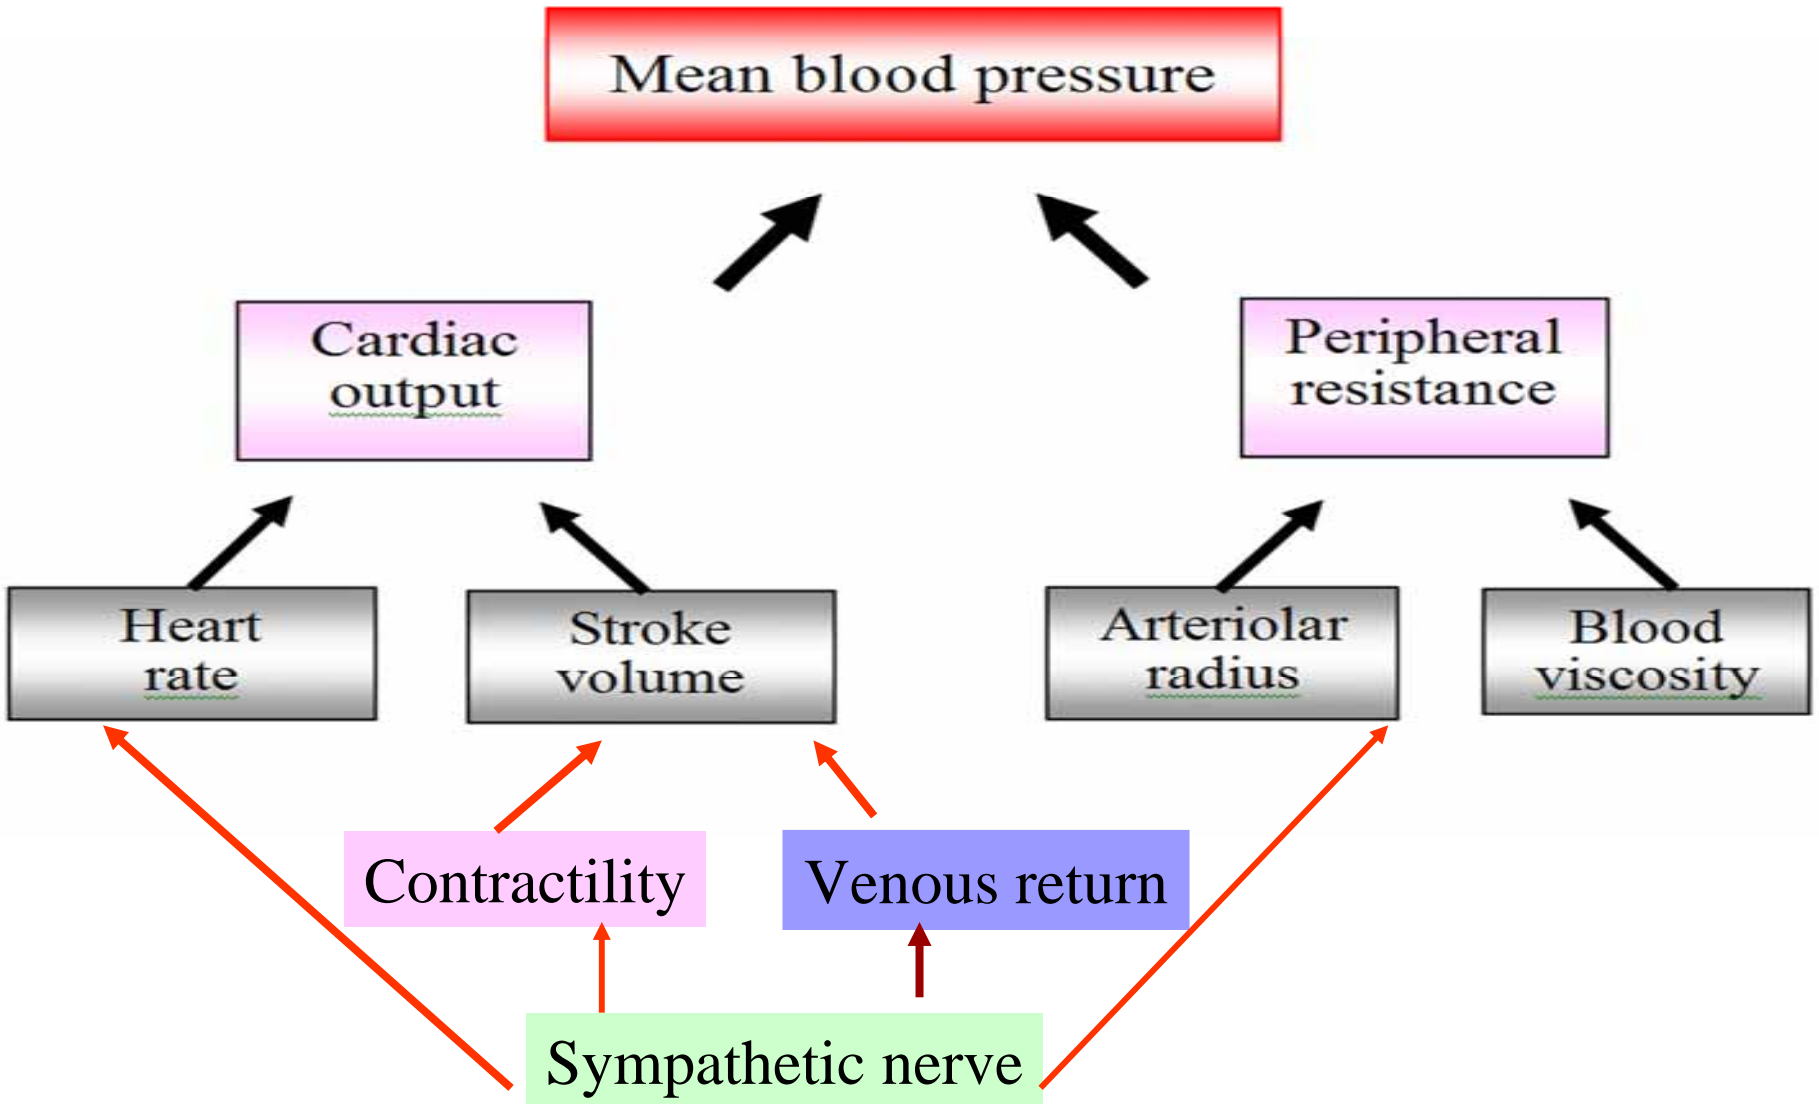 Mean blood pressure
Cardiac
output
Peripheral
resistance
Heart
rate
Stroke
volume
Arteriolar
radius
Blood
viscosity
Contractility
Venous return
Sympathetic nerve